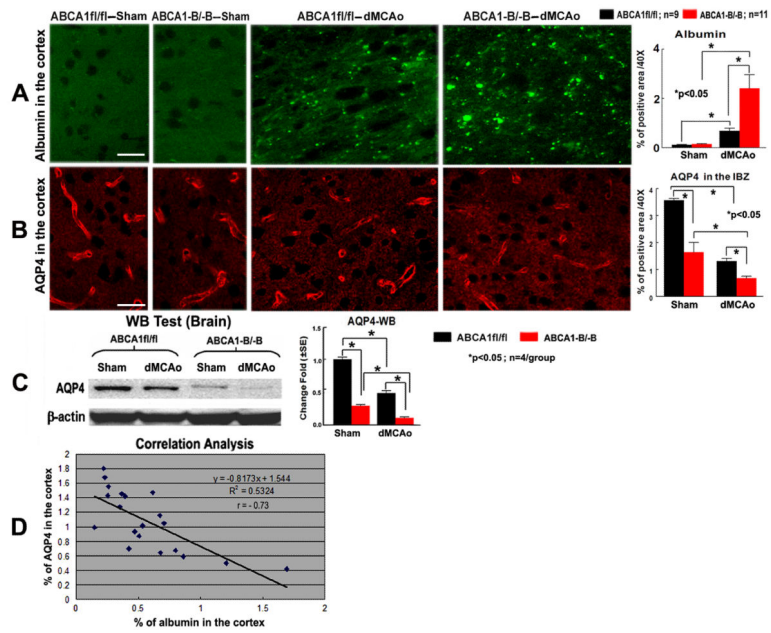 ABCA1fl/fl–Sham ABCA1-B/-B–Sham ABCA1fl/fl–dMCAo ABCA1-B/-B–dMCAo
ABCA1fl/fl; n=9 ABCA1-B/-B; n=11
A
Albumin in the cortex
Albumin
% of positive area /40X
4
2
0
*p<0.05
* * *
Sham dMCAo
B
AQP4 in the cortex
AQP4 in the IBZ
% of positive area/40X
4
3
2
1
0
* *
*p<0.05
* *
Sham dMCAo
WB Test (Brain)
ABCA1fl/fl ABCA1-B/-B
Sham dMCAo Sham dMCAo
C
AQP4
β-actin
AQP4-WB
Change Fold (±SE)
1.5
1.0
0.5
0.0
* * * *
Sham dMCAo
ABCA1fl/fl ABCA1-B/-B
*p<0.05; n=4/group
Correlation Analysis
D
% of AQP4 in the cortex
2
1.8
1.6
1.4
1.2
1
0.8
0.6
0.4
0.2
0
y = -0.8173x + 1.544
R² = 0.5324
r = - 0.73
0 0.5 1 1.5 2
% of albumin in the cortex